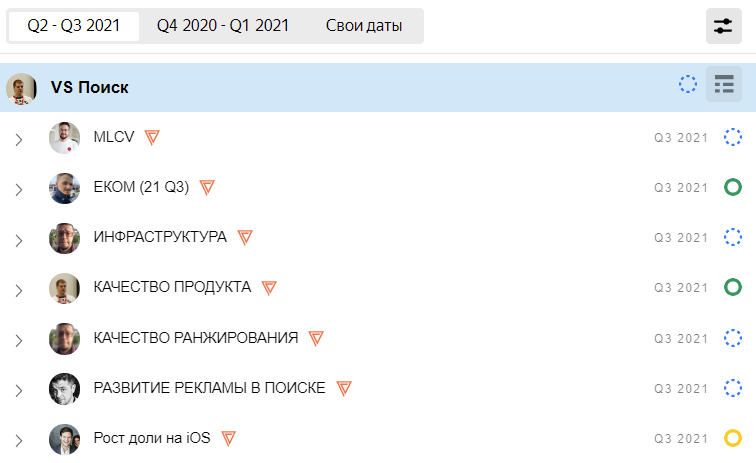 Q2 - Q3 2021 Q4 2020 - Q1 2021 Свои даты
VS Поиск
MLCV Q3 2021
ЕКОМ (21 Q3) Q3 2021
ИНФРАСТРУКТУРА Q3 2021
КАЧЕСТВО ПРОДУКТА Q3 2021
КАЧЕСТВО РАНЖИРОВАНИЯ Q3 2021
РАЗВИТИЕ РЕКЛАМЫ В ПОИСКЕ Q3 2021
Рост доли на iOS Q3 2021